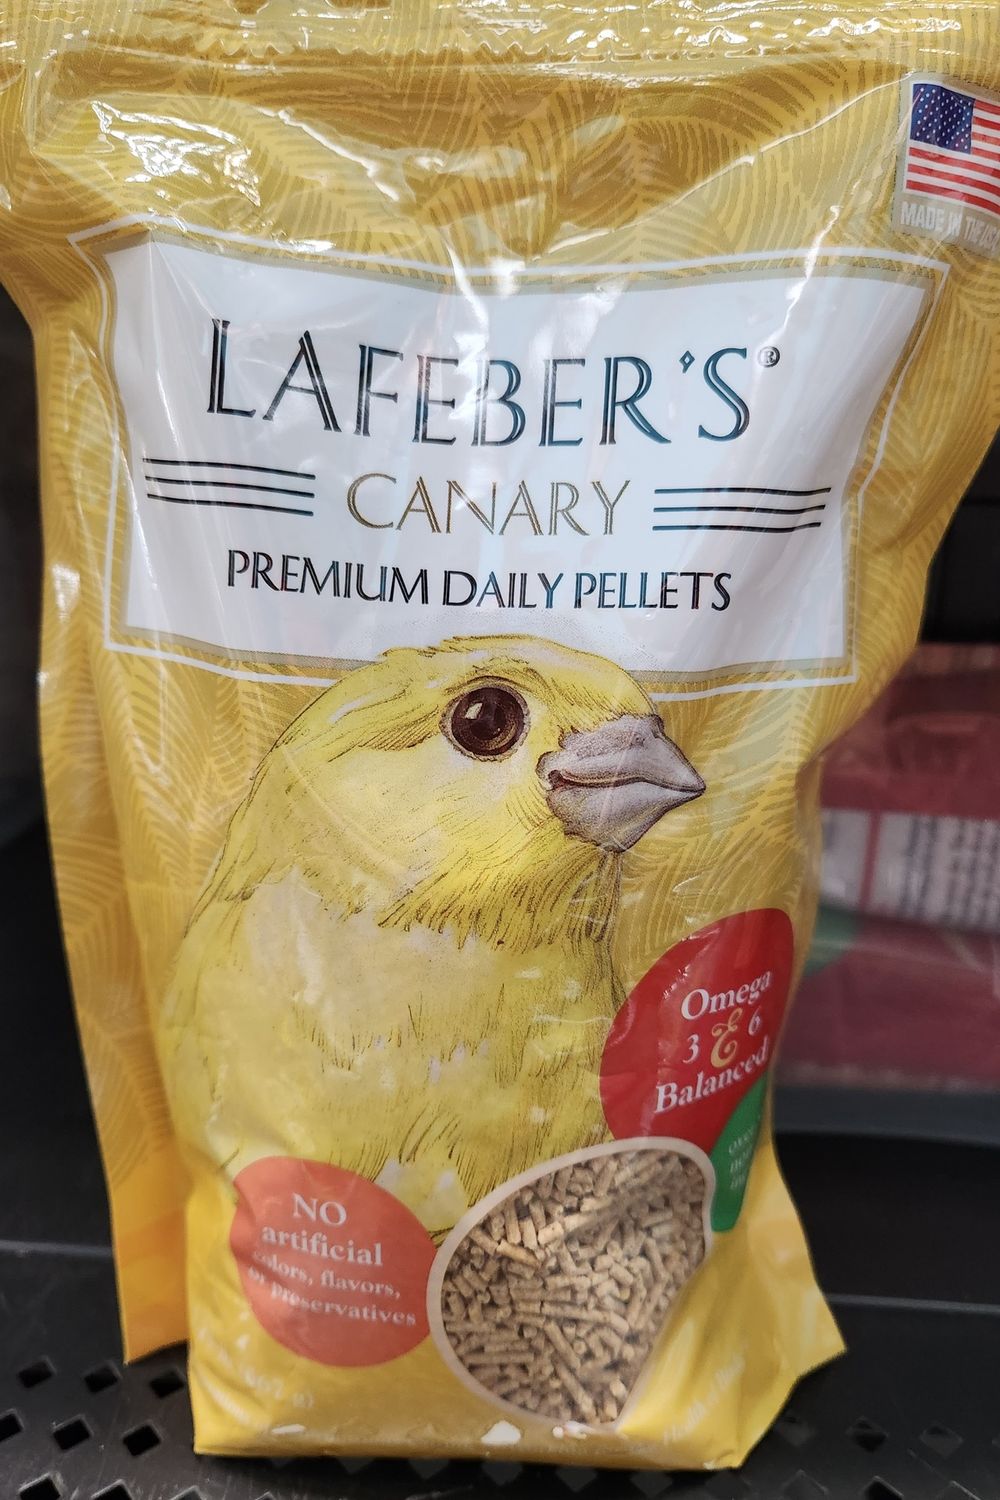 MADE IN THE USA
LAFEBER'S®
CANARY
PREMIUM DAILY PELLETS
Omega
3 & 6
Balanced
NO
artificial
colors, flavors,
or preservatives